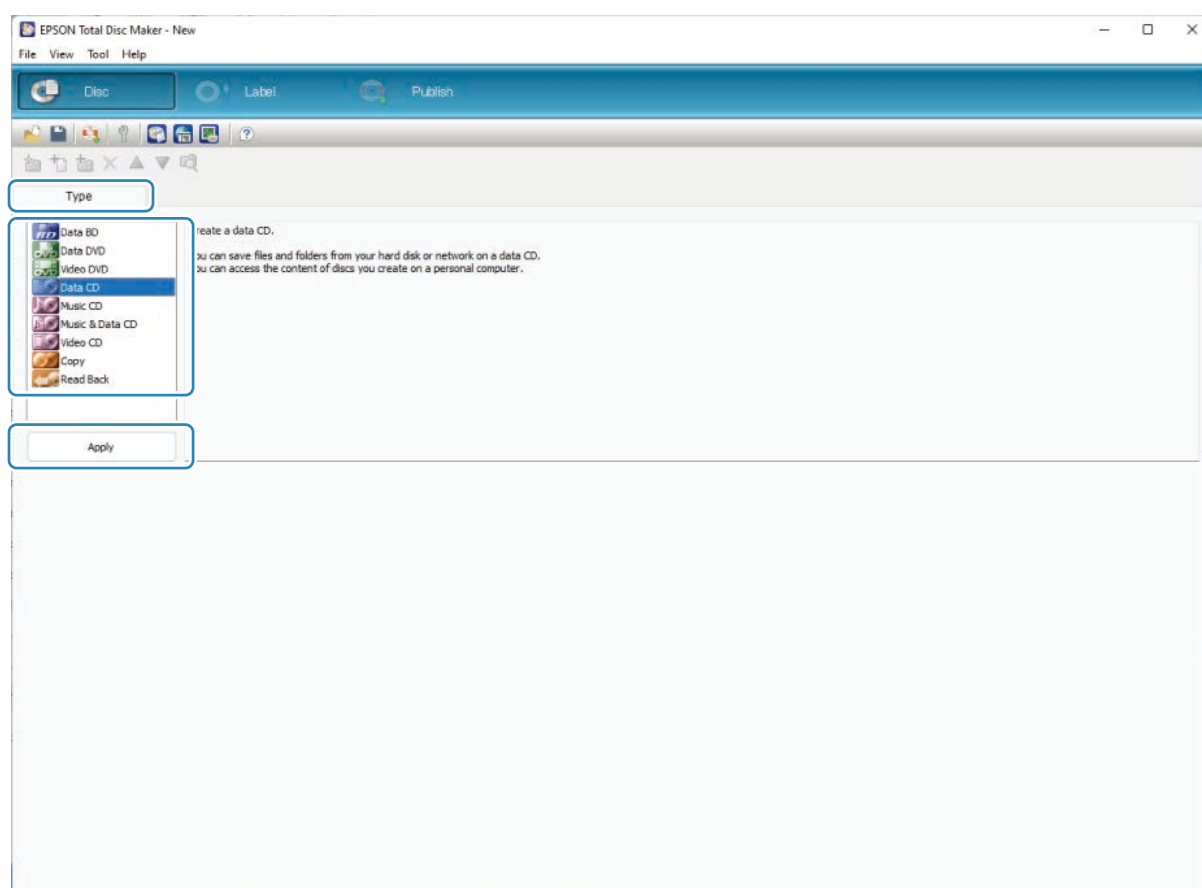 EPSON Total Disc Maker - New
File View Tool Help
Disc Label Publish
Type
Data BD
Data DVD
Video DVD
Data CD
Music CD
Music & Data CD
Video CD
Copy
Read Back
reate a data CD.
ou can save files and folders from your hard disk or network on a data CD.
ou can access the content of discs you create on a personal computer.
Apply